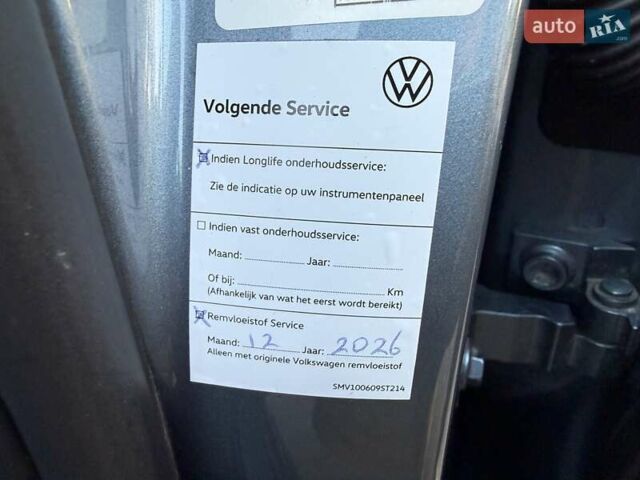 auto RIA.com
Volgende Service
Indien Longlife onderhoudsservice:
Zie de indicatie op uw instrumentenpaneel
Indien vast onderhoudsservice:
Maand: Jaar:
Of bij: Km
(Afhankelijk van wat het eerst wordt bereikt)
Remvloeistof Service
Maand: 12 Jaar: 2026
Alleen met originele Volkswagen remvloeistof
SMV100609ST214